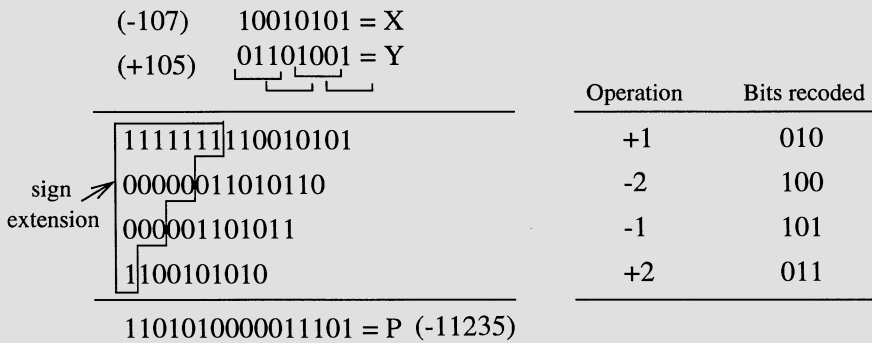 (-107) 10010101 = X
(+105) 01101001 = Y
Operation Bits recoded
1111111110010101 +1 010
00000011010110 -2 100
sign
extension
000001101011 -1 101
1100101010 +2 011
1101010000011101 = P (-11235)